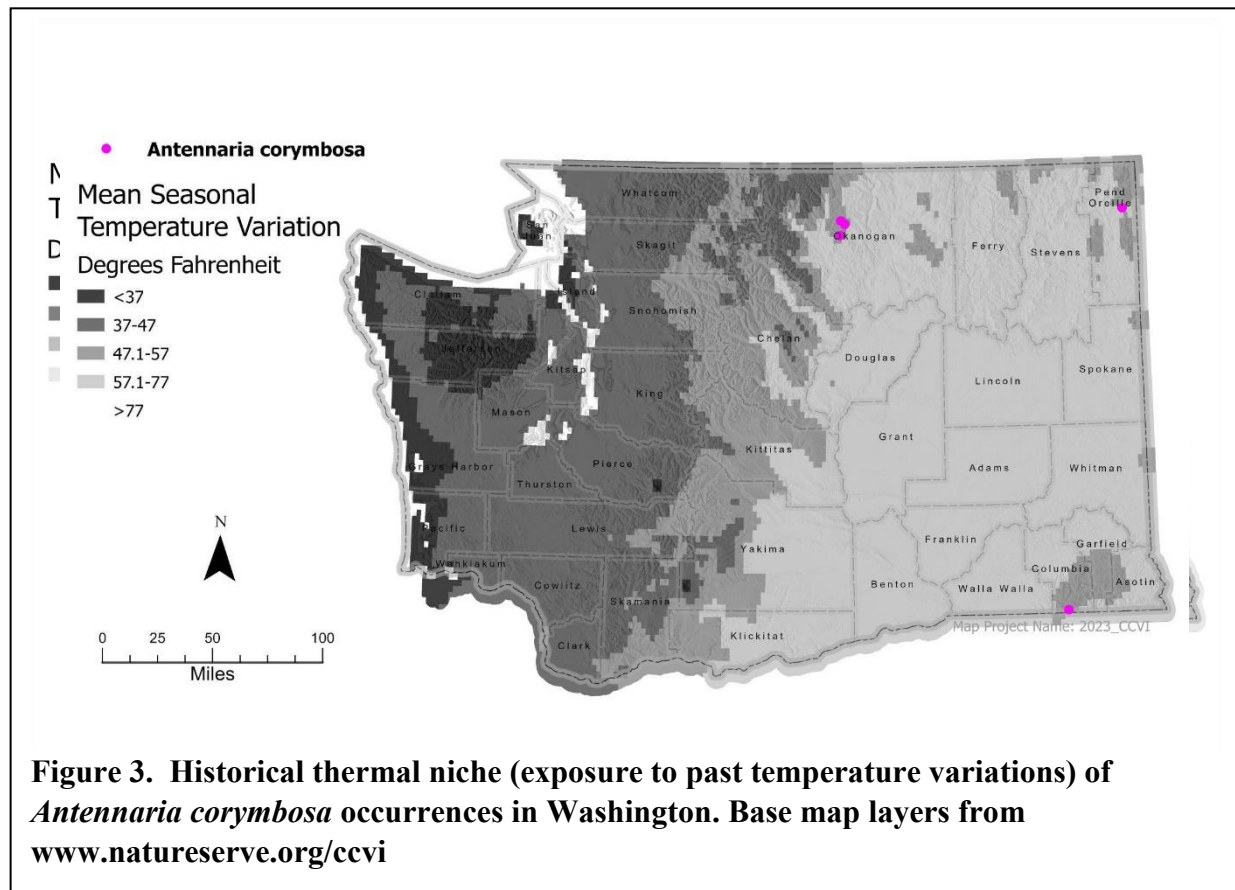 Antennaria corymbosa
N
T
D
Mean Seasonal
Temperature Variation
Degrees Fahrenheit
<37
37-47
47.1-57
57.1-77
>77
N
0 25 50 100
Miles
Whatcom
San
Juan
Skagit
Okanogan
Ferry
Stevens
Pend
Oreille
Clallam
Island
Snohomish
Chelan
Douglas
Jefferson
Kitsap
King
Lincoln
Spokane
Mason
Grant
Kittitas
Grays Harbor
Pierce
Adams
Whitman
Thurston
Pacific
Lewis
Yakima
Franklin
Garfield
Wahkiakum
Columbia
Asotin
Cowlitz
Skamania
Benton
Walla Walla
Clark
Klickitat
Map Project Name: 2023_CCVI
Figure 3. Historical thermal niche (exposure to past temperature variations) of
Antennaria corymbosa occurrences in Washington. Base map layers from
www.natureserve.org/ccvi